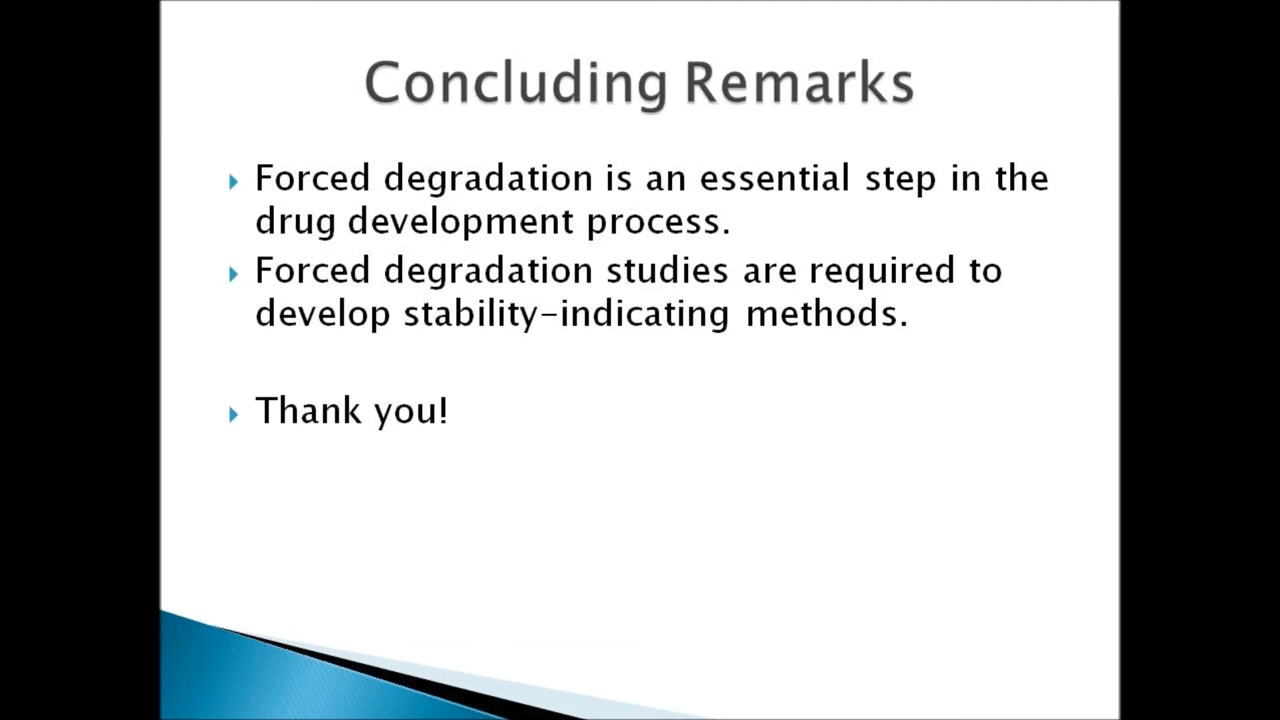 Concluding Remarks
Forced degradation is an essential step in the
drug development process.
Forced degradation studies are required to
develop stability-indicating methods.
Thank you!